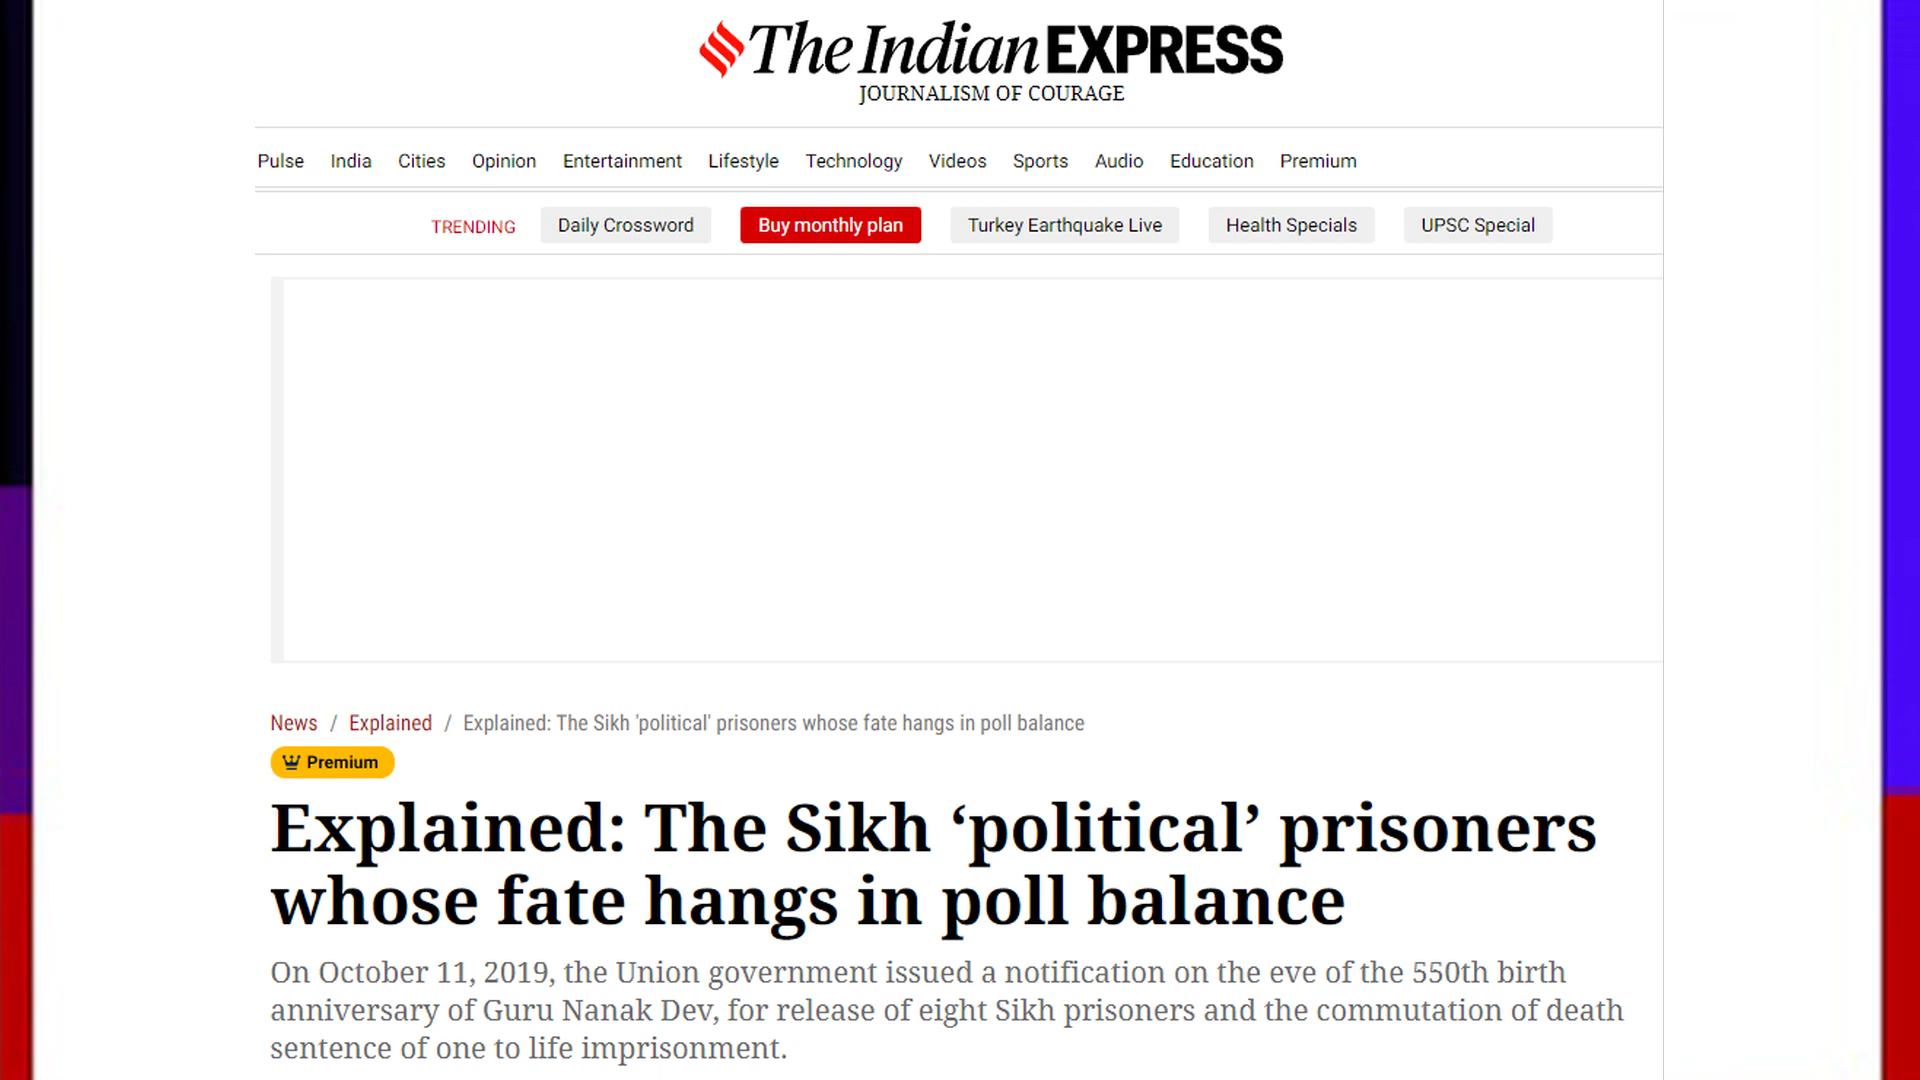 The Indian EXPRESS
JOURNALISM OF COURAGE
Pulse India Cities Opinion Entertainment Lifestyle Technology Videos Sports Audio Education Premium
TRENDING Daily Crossword Buy monthly plan Turkey Earthquake Live Health Specials UPSC Special
News / Explained / Explained: The Sikh 'political' prisoners whose fate hangs in poll balance
Premium
Explained: The Sikh ‘political’ prisoners
whose fate hangs in poll balance
On October 11, 2019, the Union government issued a notification on the eve of the 550th birth
anniversary of Guru Nanak Dev, for release of eight Sikh prisoners and the commutation of death
sentence of one to life imprisonment.